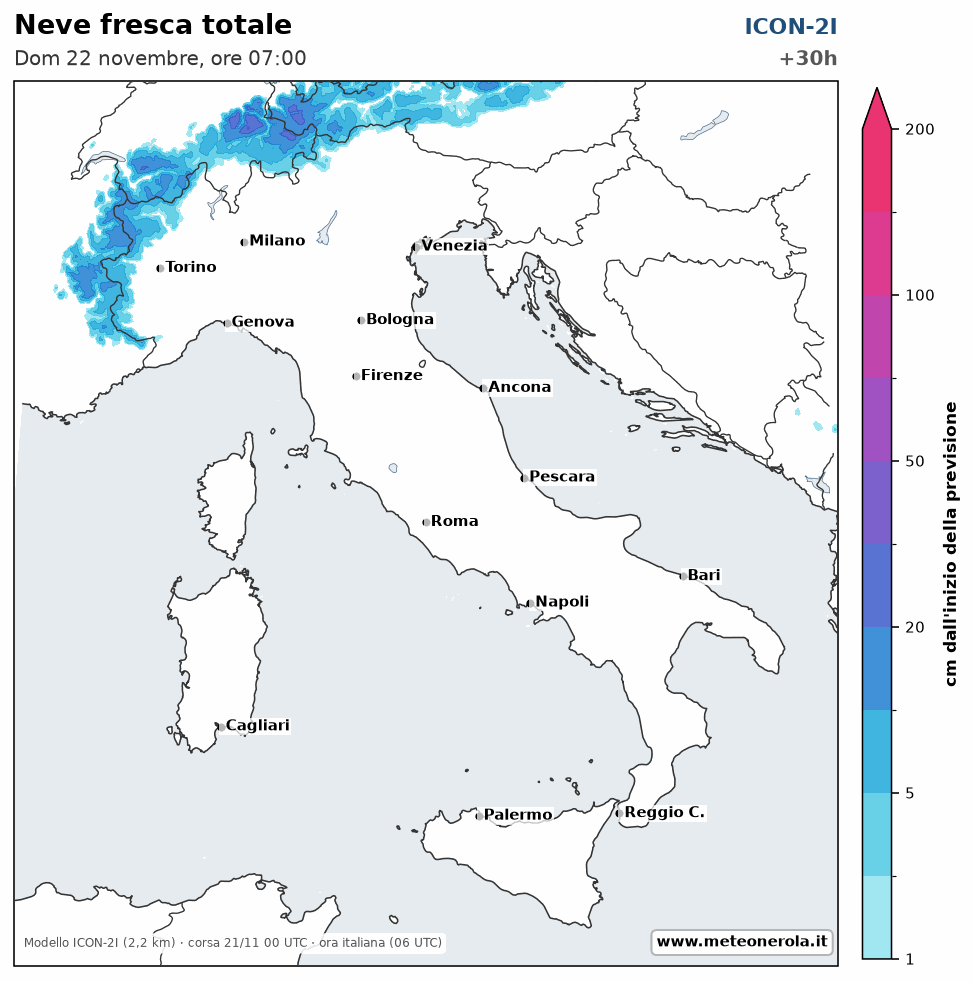 Neve fresca totale
ICON-2I
Dom 22 novembre, ore 07:00
+30h
200
100
50
20
5
1
cm dall'inizio della previsione
Milano
Venezia
Torino
Genova
Bologna
Firenze
Ancona
Pescara
Roma
Bari
Napoli
Cagliari
Palermo
Reggio C.
Modello ICON-2I (2,2 km) · corsa 21/11 00 UTC · ora italiana (06 UTC)
www.meteonerola.it